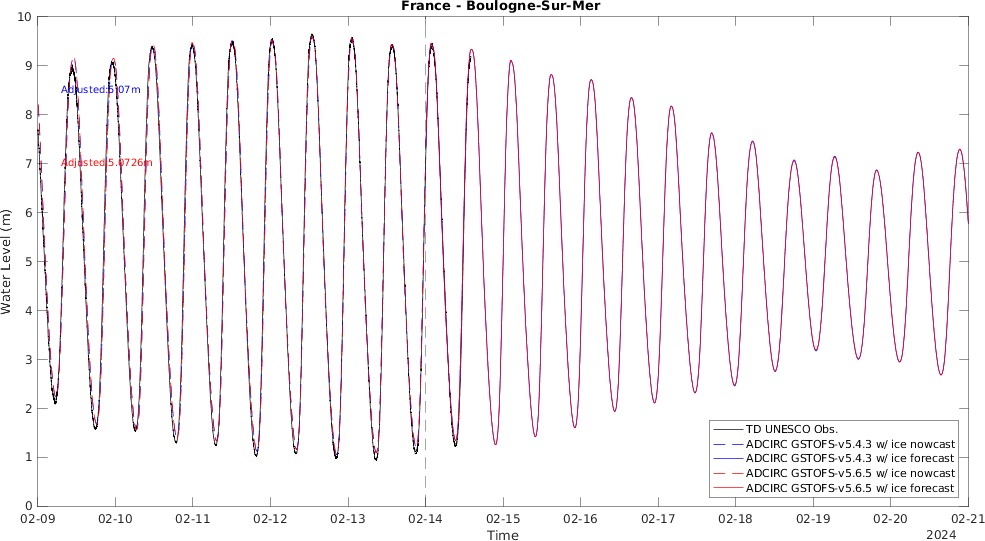 France - Boulogne-Sur-Mer
10
9
8
7
6
5
4
3
2
1
0
Water Level (m)
Adjusted:5.07m
Adjusted:5.0726m
TD UNESCO Obs.
ADCIRC GSTOFS-v5.4.3 w/ ice nowcast
ADCIRC GSTOFS-v5.4.3 w/ ice forecast
ADCIRC GSTOFS-v5.6.5 w/ ice nowcast
ADCIRC GSTOFS-v5.6.5 w/ ice forecast
02-09 02-10 02-11 02-12 02-13 02-14 02-15 02-16 02-17 02-18 02-19 02-20 02-21
Time
2024